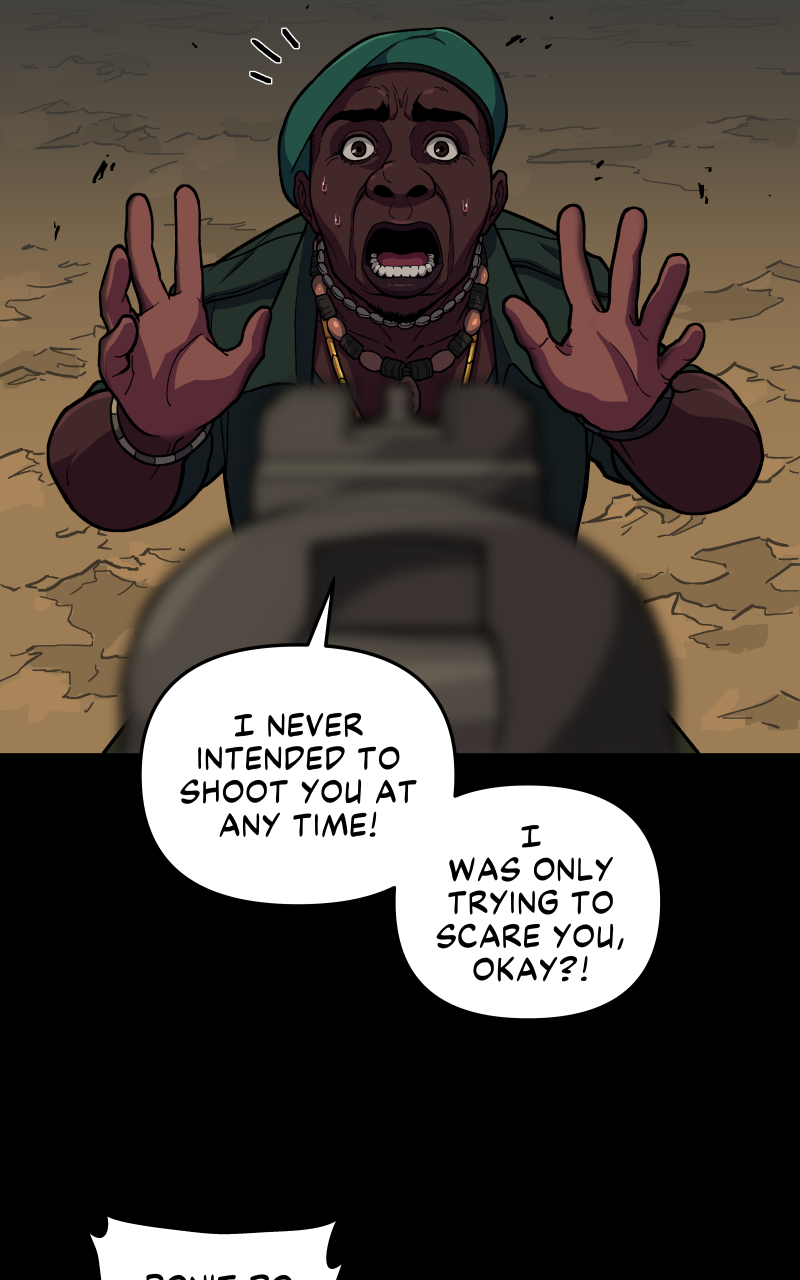 I NEVER
INTENDED TO
SHOOT YOU AT
ANY TIME!
I
WAS ONLY
TRYING TO
SCARE YOU,
OKAY?!